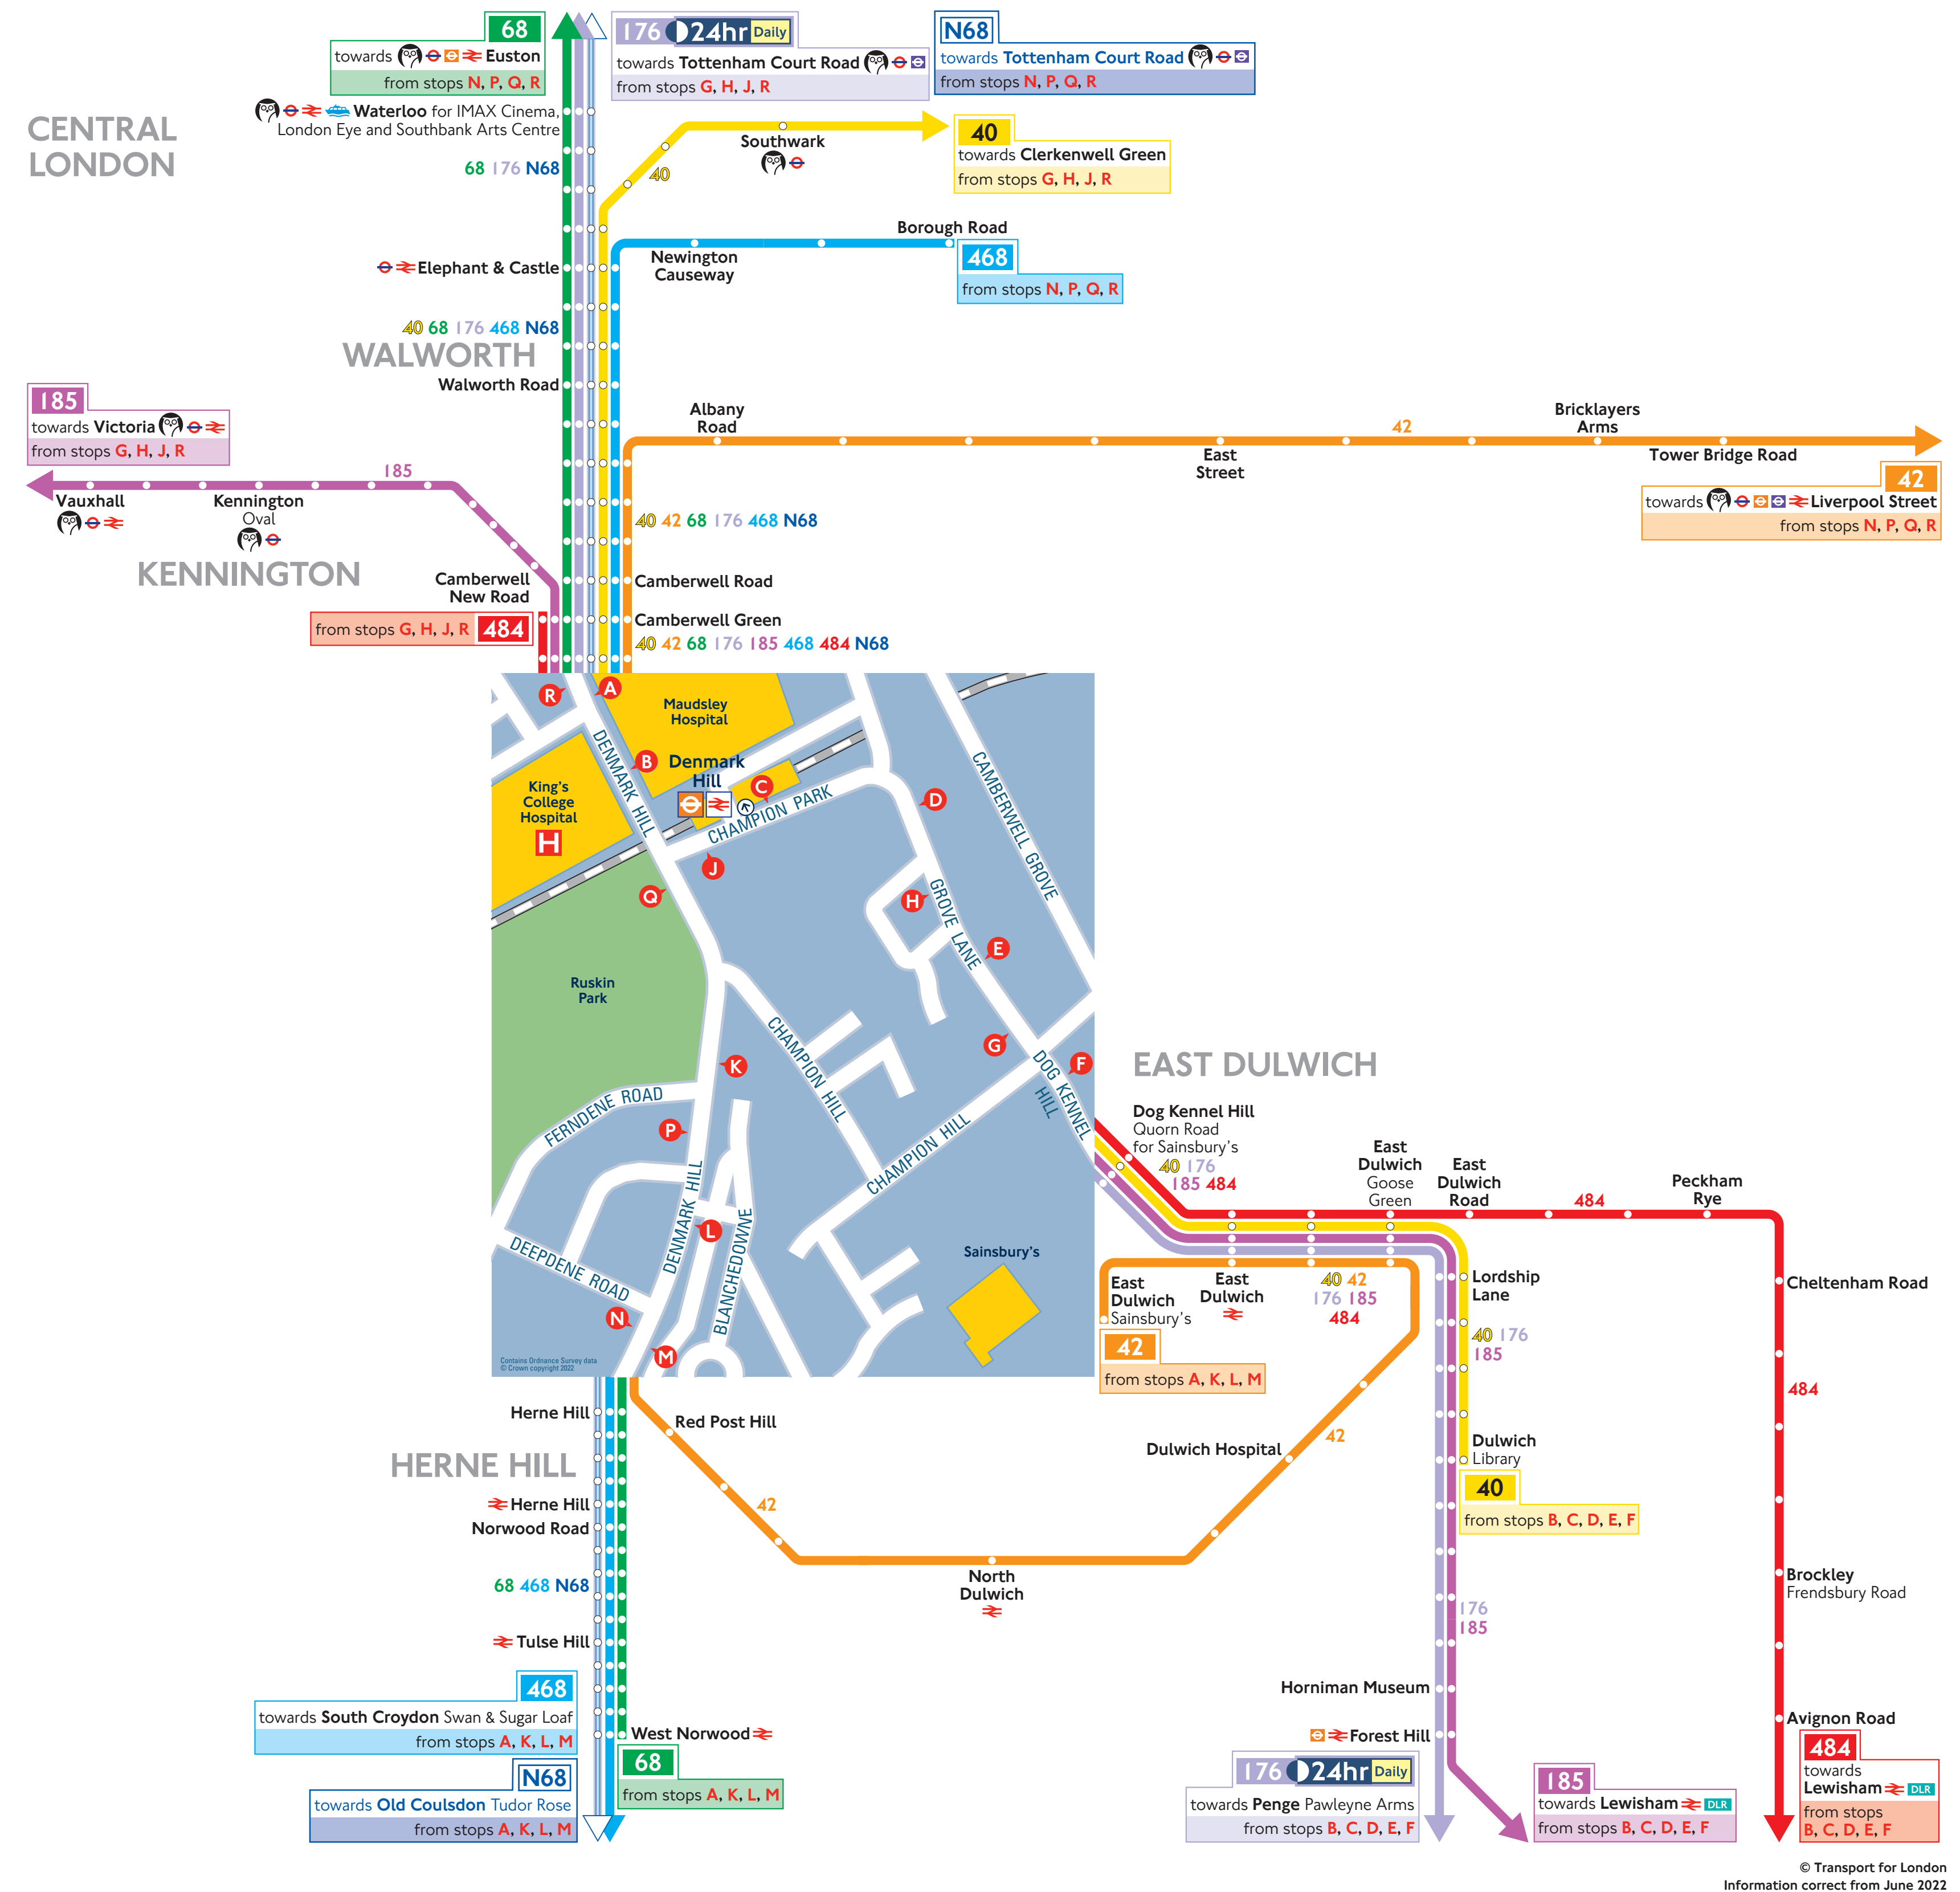 68
towards Euston
from stops N, P, Q, R
176 24hr Daily
towards Tottenham Court Road
from stops G, H, J, R
N68
towards Tottenham Court Road
from stops N, P, Q, R
Waterloo for IMAX Cinema,
London Eye and Southbank Arts Centre
CENTRAL
LONDON
68 176 N68
40
Southwark
40
towards Clerkenwell Green
from stops G, H, J, R
Elephant & Castle
Newington
Causeway
Borough Road
468
from stops N, P, Q, R
40 68 176 468 N68
WALWORTH
Walworth Road
185
towards Victoria
from stops G, H, J, R
185
Vauxhall
Kennington
Oval
KENNINGTON
Albany
Road
East
Street
42
Bricklayers
Arms
Tower Bridge Road
42
towards Liverpool Street
from stops N, P, Q, R
40 42 68 176 468 N68
Camberwell
New Road
Camberwell Road
from stops G, H, J, R 484
Camberwell Green
40 42 68 176 185 468 484 N68
R
A
Maudsley
Hospital
DENMARK HILL
B
Denmark
Hill
C
King's
College
Hospital
H
CHAMPION PARK
D
CAMBERWELL GROVE
J
Q
H
GROVE LANE
E
Ruskin
Park
CHAMPION HILL
G
DOG KENNEL
HILL
F
K
FERNDENE ROAD
P
CHAMPION HILL
DENMARK HILL
L
BLANCHEDOWNE
DEEPDENE ROAD
Sainsbury's
N
M
Contains Ordnance Survey data
© Crown copyright 2022
EAST DULWICH
Dog Kennel Hill
Quorn Road
for Sainsbury's
40 176
185 484
East
Dulwich
Goose
Green
East
Dulwich
Road
484
Peckham
Rye
East
Dulwich
Sainsbury's
42
from stops A, K, L, M
East
Dulwich
40 42
176 185
484
Lordship
Lane
40 176
185
Cheltenham Road
484
Dulwich
Library
40
from stops B, C, D, E, F
Herne Hill
Red Post Hill
HERNE HILL
42
Dulwich Hospital
42
North
Dulwich
Herne Hill
Norwood Road
68 468 N68
Tulse Hill
Brockley
Frendsbury Road
176
185
468
towards South Croydon Swan & Sugar Loaf
from stops A, K, L, M
N68
towards Old Coulsdon Tudor Rose
from stops A, K, L, M
West Norwood
68
from stops A, K, L, M
Horniman Museum
Forest Hill
176 24hr Daily
towards Penge Pawleyne Arms
from stops B, C, D, E, F
185
towards Lewisham DLR
from stops B, C, D, E, F
Avignon Road
484
towards
Lewisham DLR
from stops
B, C, D, E, F
© Transport for London
Information correct from June 2022